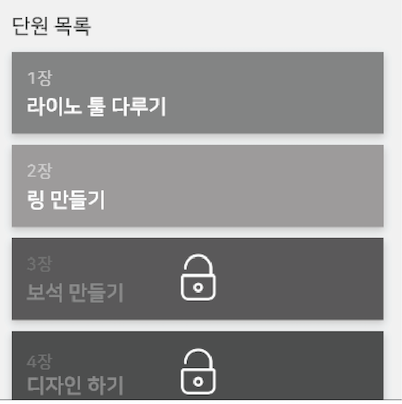 단원 목록
1장
라이노 툴 다루기
2장
링 만들기
3장
보석 만들기
4장
디자인 하기